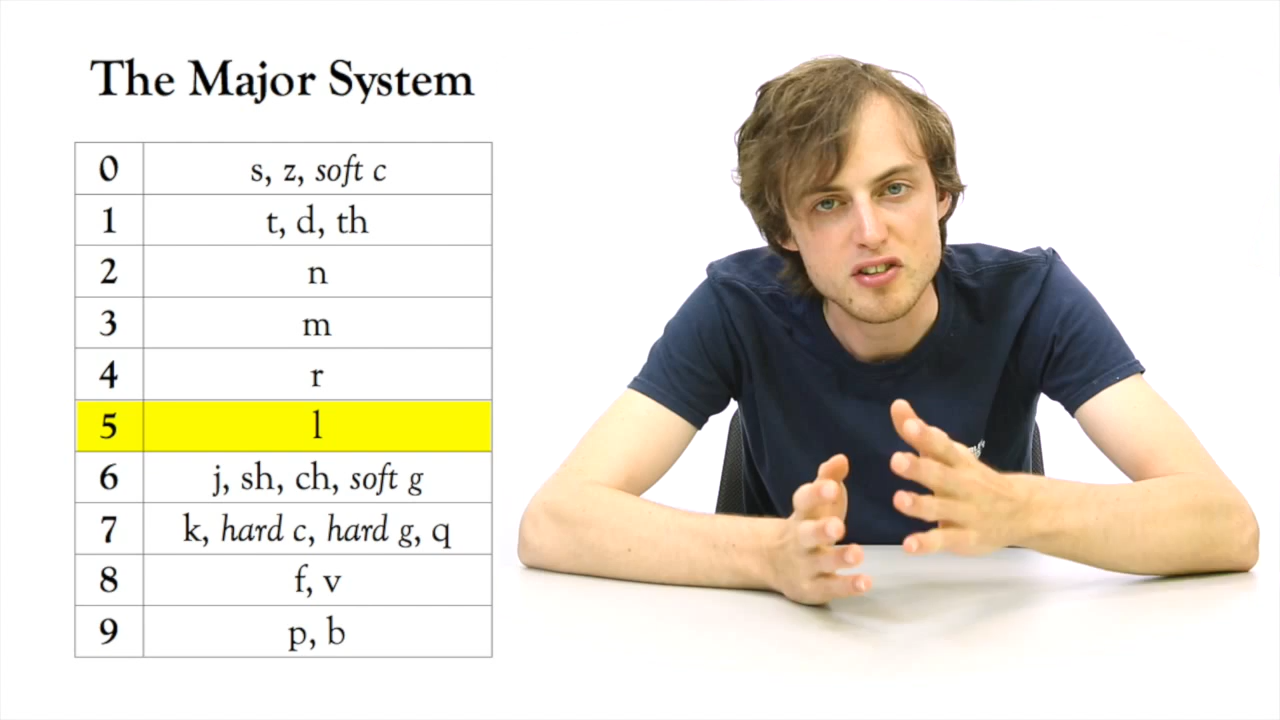 The Major System
0 s, z, soft c
1 t, d, th
2 n
3 m
4 r
5 l
6 j, sh, ch, soft g
7 k, hard c, hard g, q
8 f, v
9 p, b